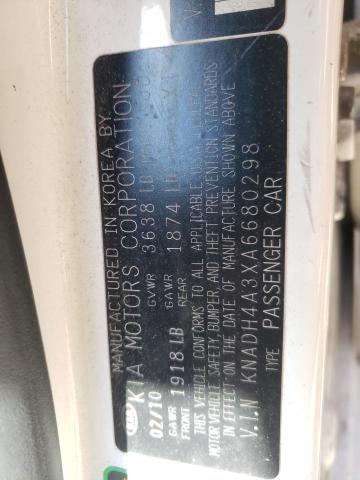 MANUFACTURED IN KOREA BY
KIA MOTORS CORPORATION
02/10 GVWR 3638 LB
GAWR FRONT 1918 LB GAWR REAR 1874 LB
THIS VEHICLE CONFORMS TO ALL APPLICABLE FEDERAL
MOTOR VEHICLE SAFETY, BUMPER, AND THEFT PREVENTION STANDARDS
IN EFFECT ON THE DATE OF MANUFACTURE SHOWN ABOVE
V.I.N KNADH4A3XA6680298
TYPE PASSENGER CAR
V.